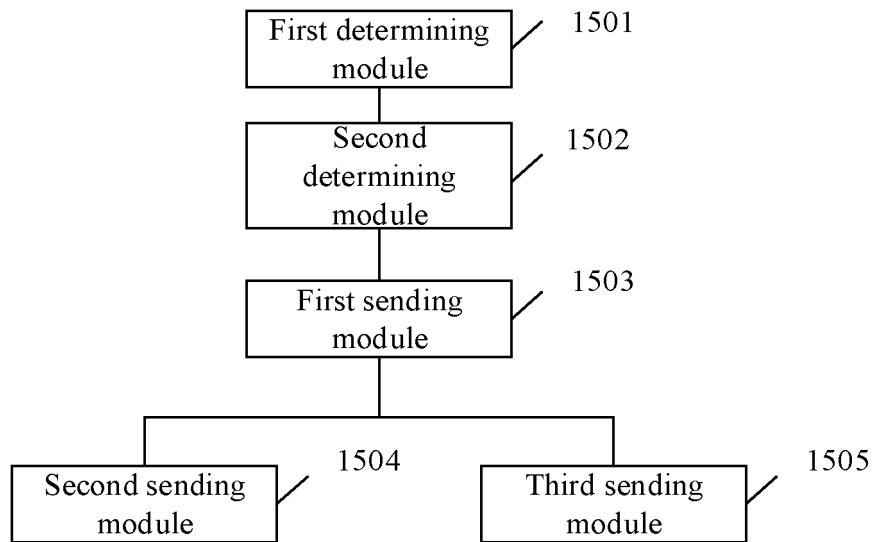 First determining
module
1501
Second
determining
module
1502
First sending
module
1503
Second sending
module
1504
Third sending
module
1505